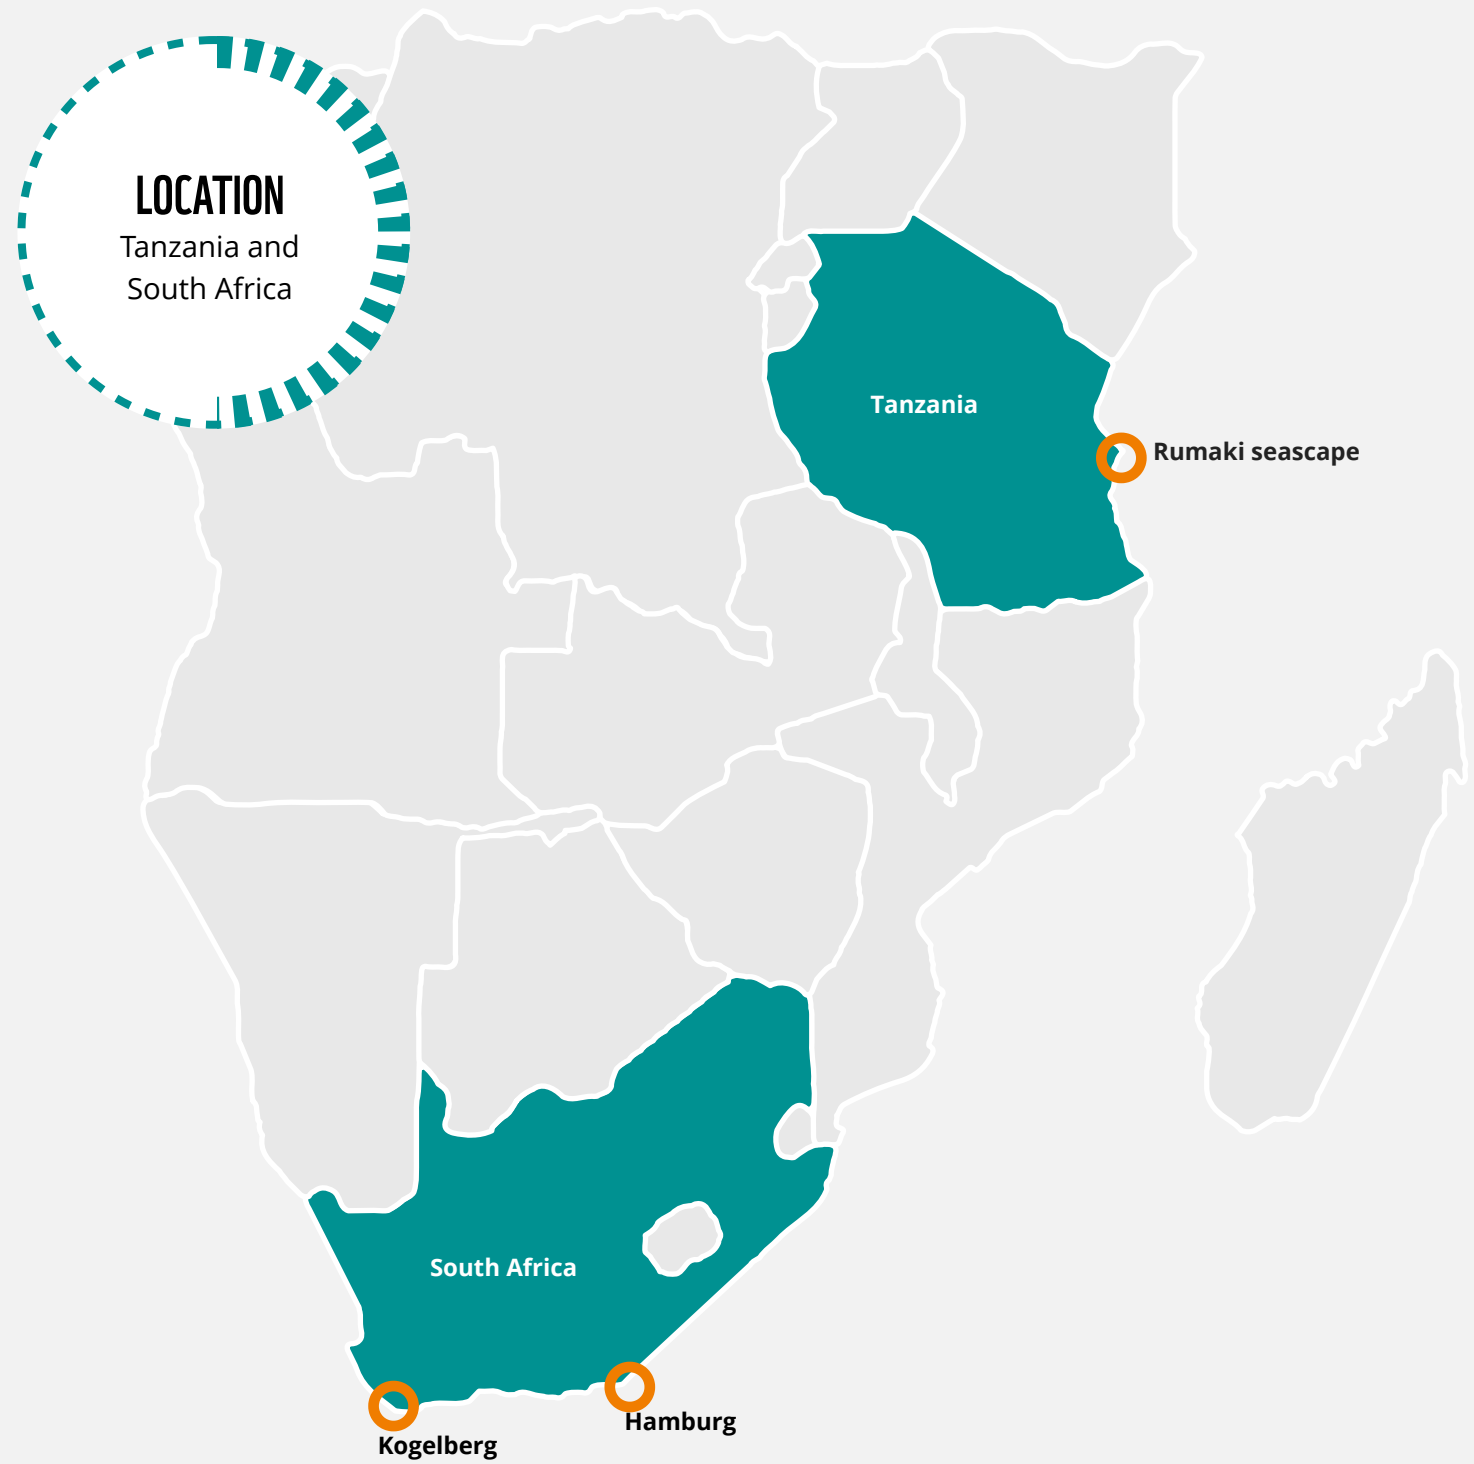 LOCATION
Tanzania and
South Africa
Tanzania
Rumaki seascape
South Africa
Hamburg
Kogelberg